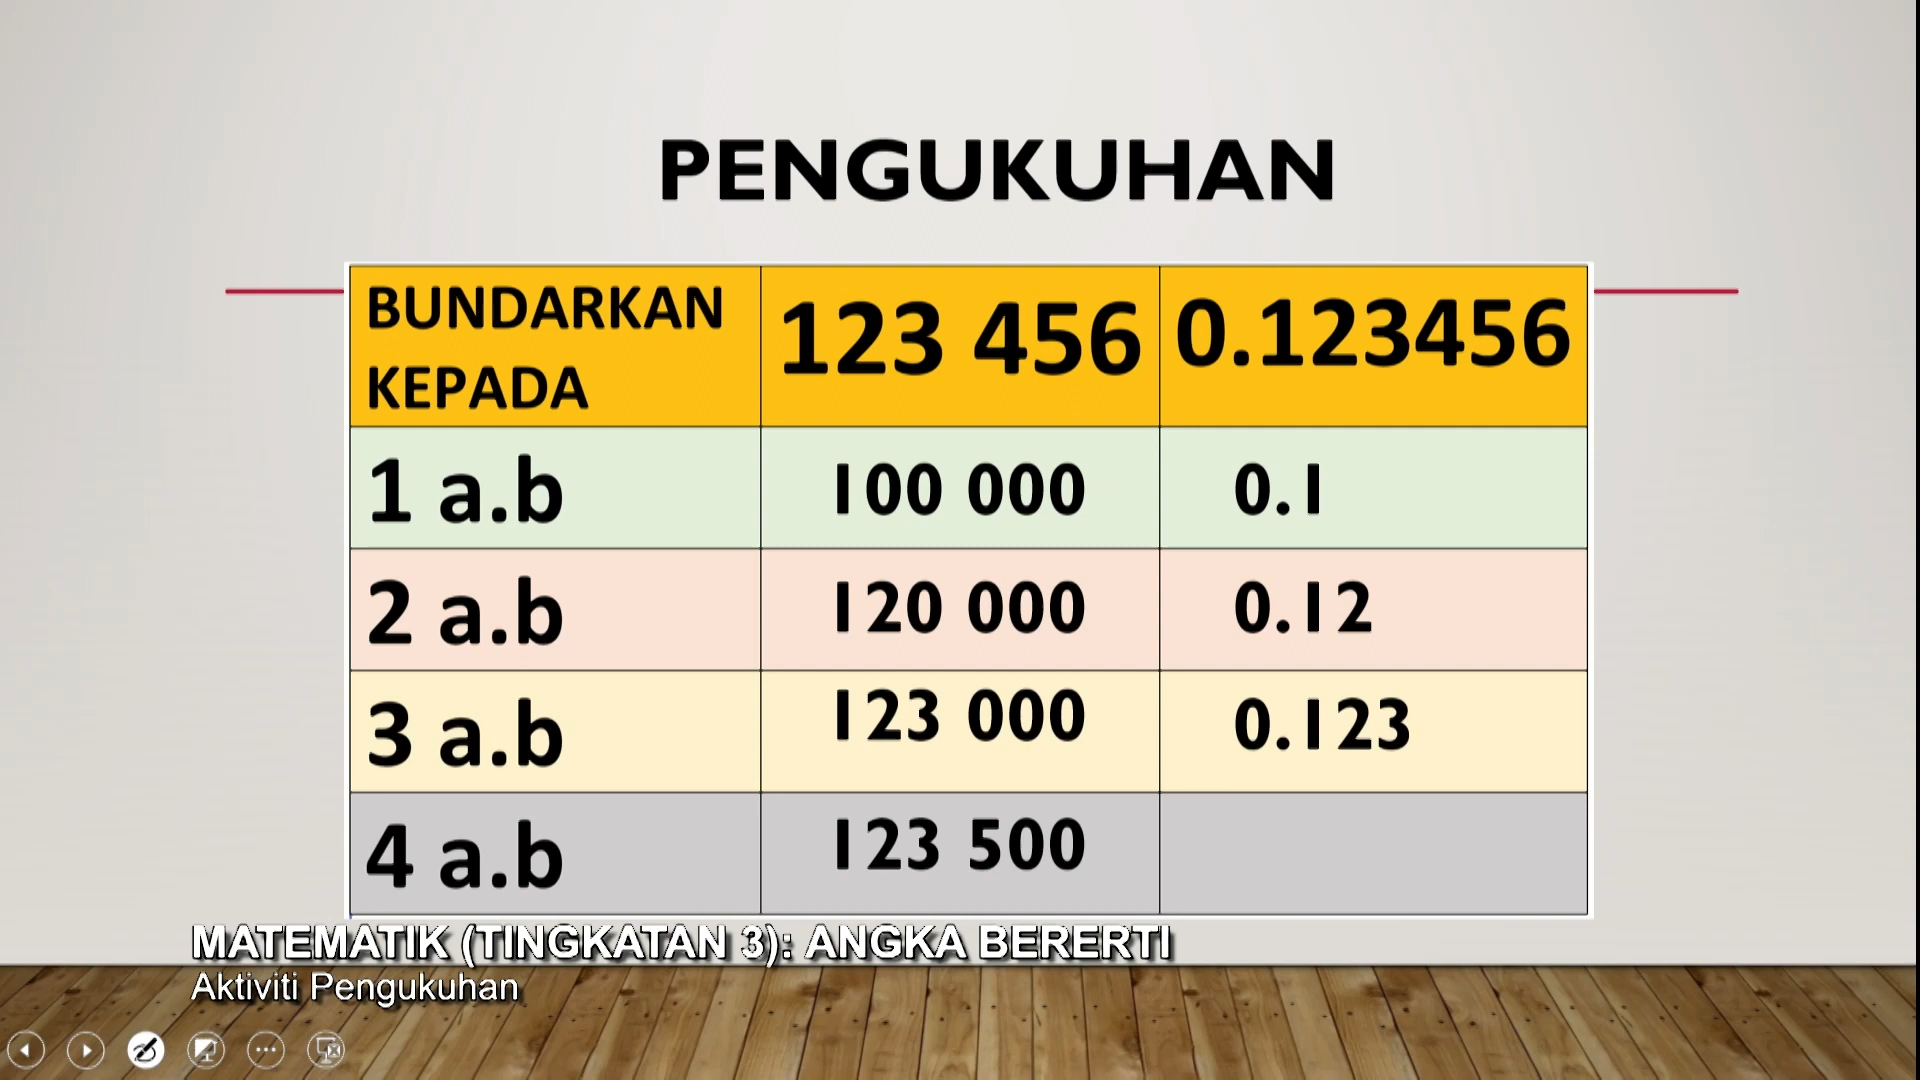 PENGUKUHAN
BUNDARKAN KEPADA 123 456 0.123456
1 a.b 100 000 0.1
2 a.b 120 000 0.12
3 a.b 123 000 0.123
4 a.b 123 500
MATEMATIK (TINGKATAN 3): ANGKA BERERTI
Aktiviti Pengukuhan